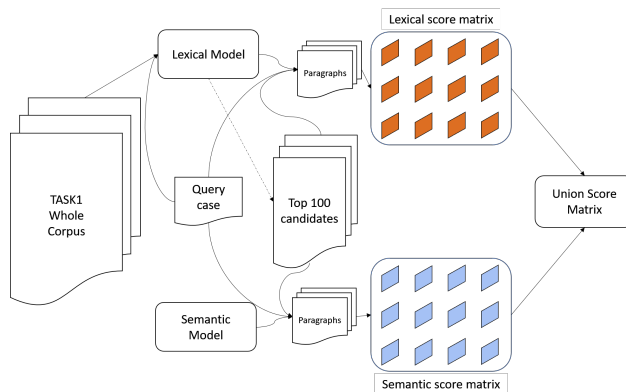 Lexical score matrix
Lexical Model
Paragraphs
TASK1
Whole
Corpus
Query
case
Top 100
candidates
Union Score
Matrix
Semantic
Model
Paragraphs
Semantic score matrix